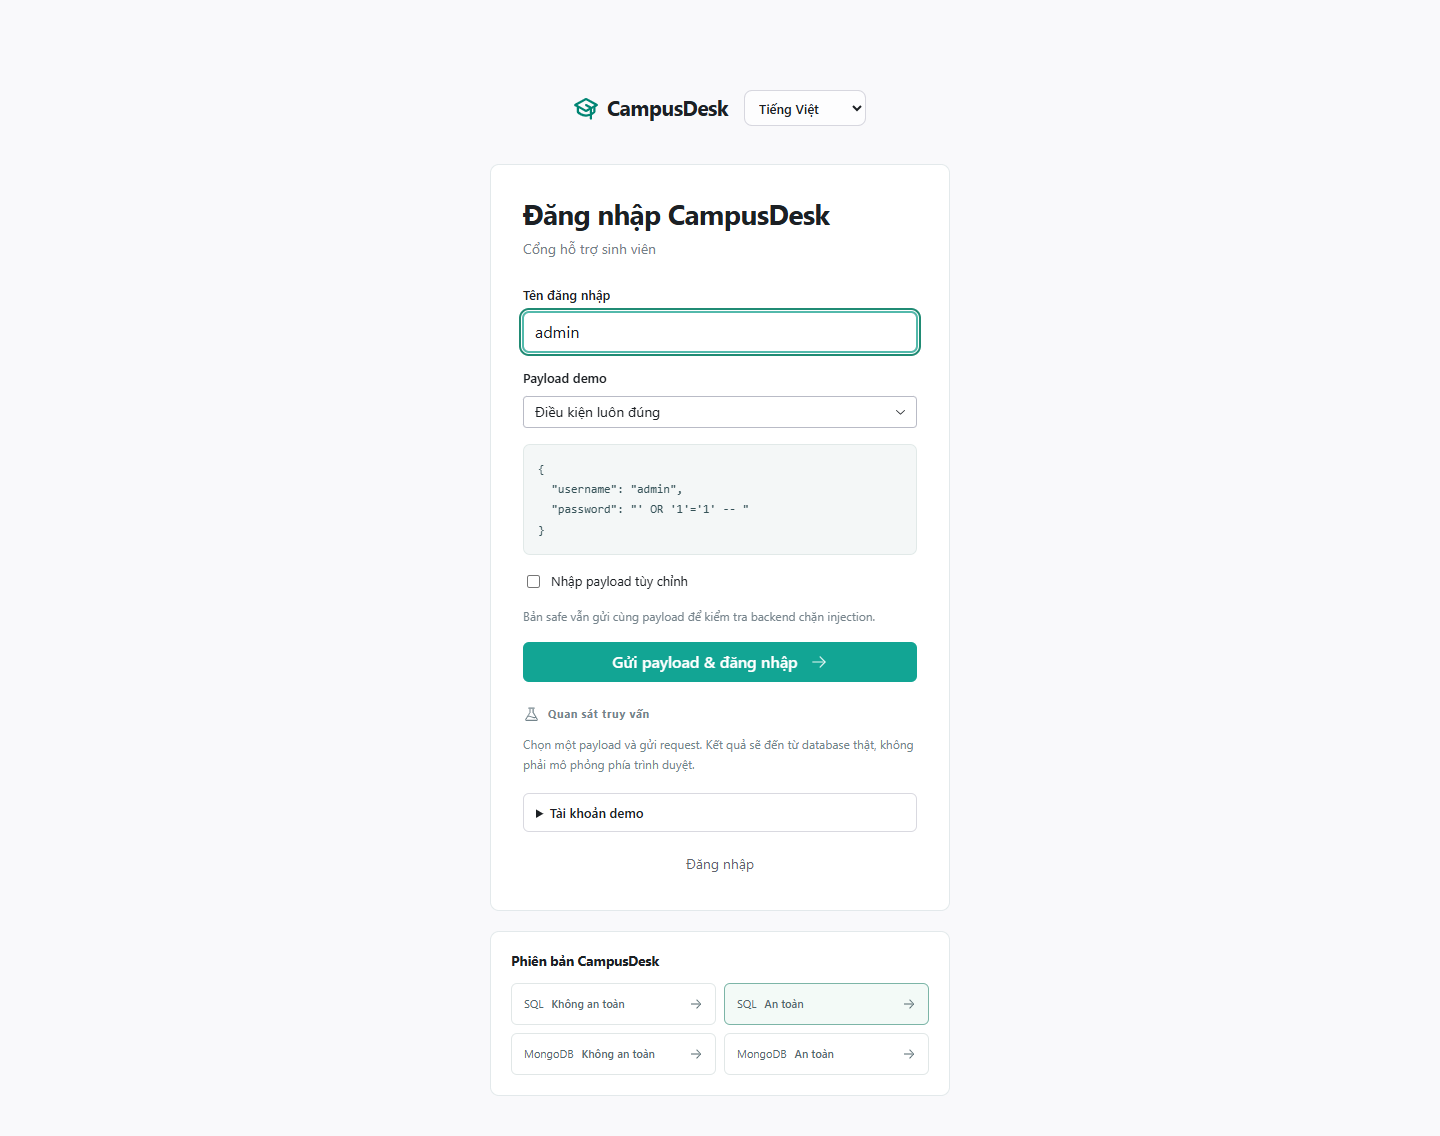 CampusDesk
Tiếng Việt
Đăng nhập CampusDesk
Cổng hỗ trợ sinh viên
Tên đăng nhập
admin
Payload demo
Điều kiện luôn đúng
{
"username": "admin",
"password": "' OR '1'='1' -- "
}
Nhập payload tùy chỉnh
Bản safe vẫn gửi cùng payload để kiểm tra backend chặn injection.
Gửi payload & đăng nhập →
Quan sát truy vấn
Chọn một payload và gửi request. Kết quả sẽ đến từ database thật, không
phải mô phỏng phía trình duyệt.
▶ Tài khoản demo
Đăng nhập
Phiên bản CampusDesk
SQL Không an toàn →
SQL An toàn →
MongoDB Không an toàn →
MongoDB An toàn →